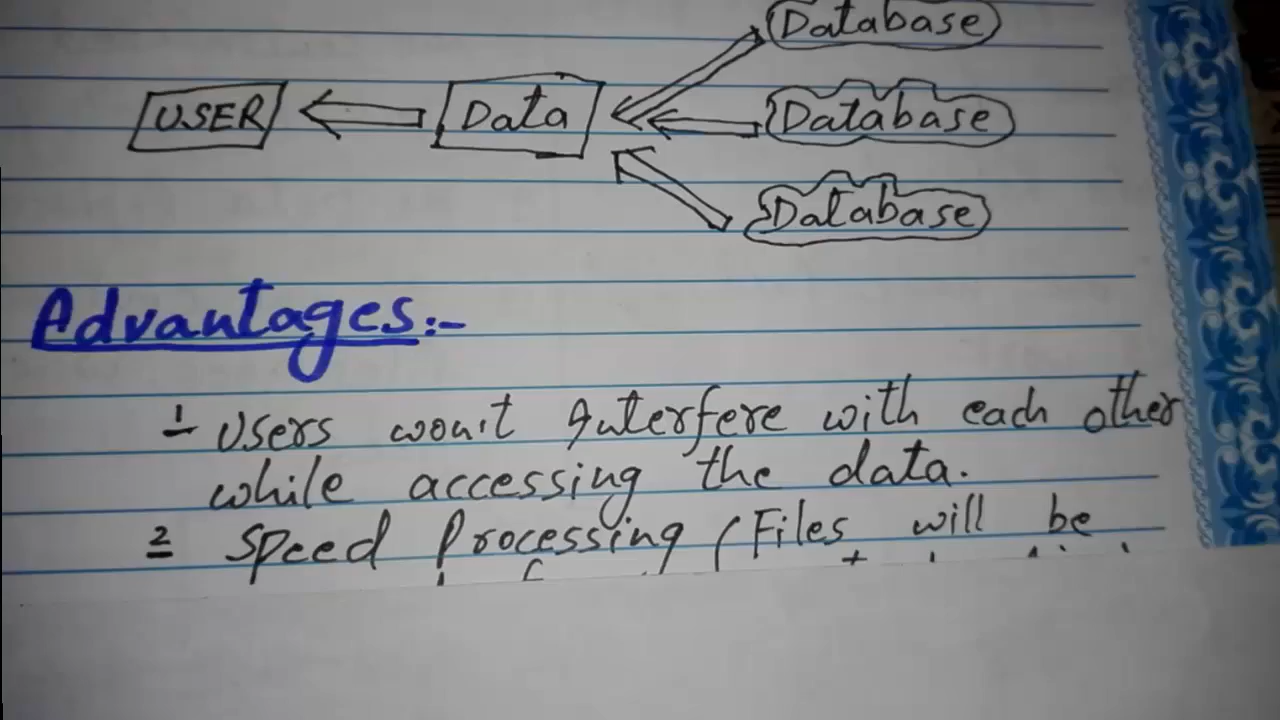 Database
USER Data Database
Database
Advantages:-
1 Users won't Interfere with each other
while accessing the data.
2 Speed Processing (Files will be